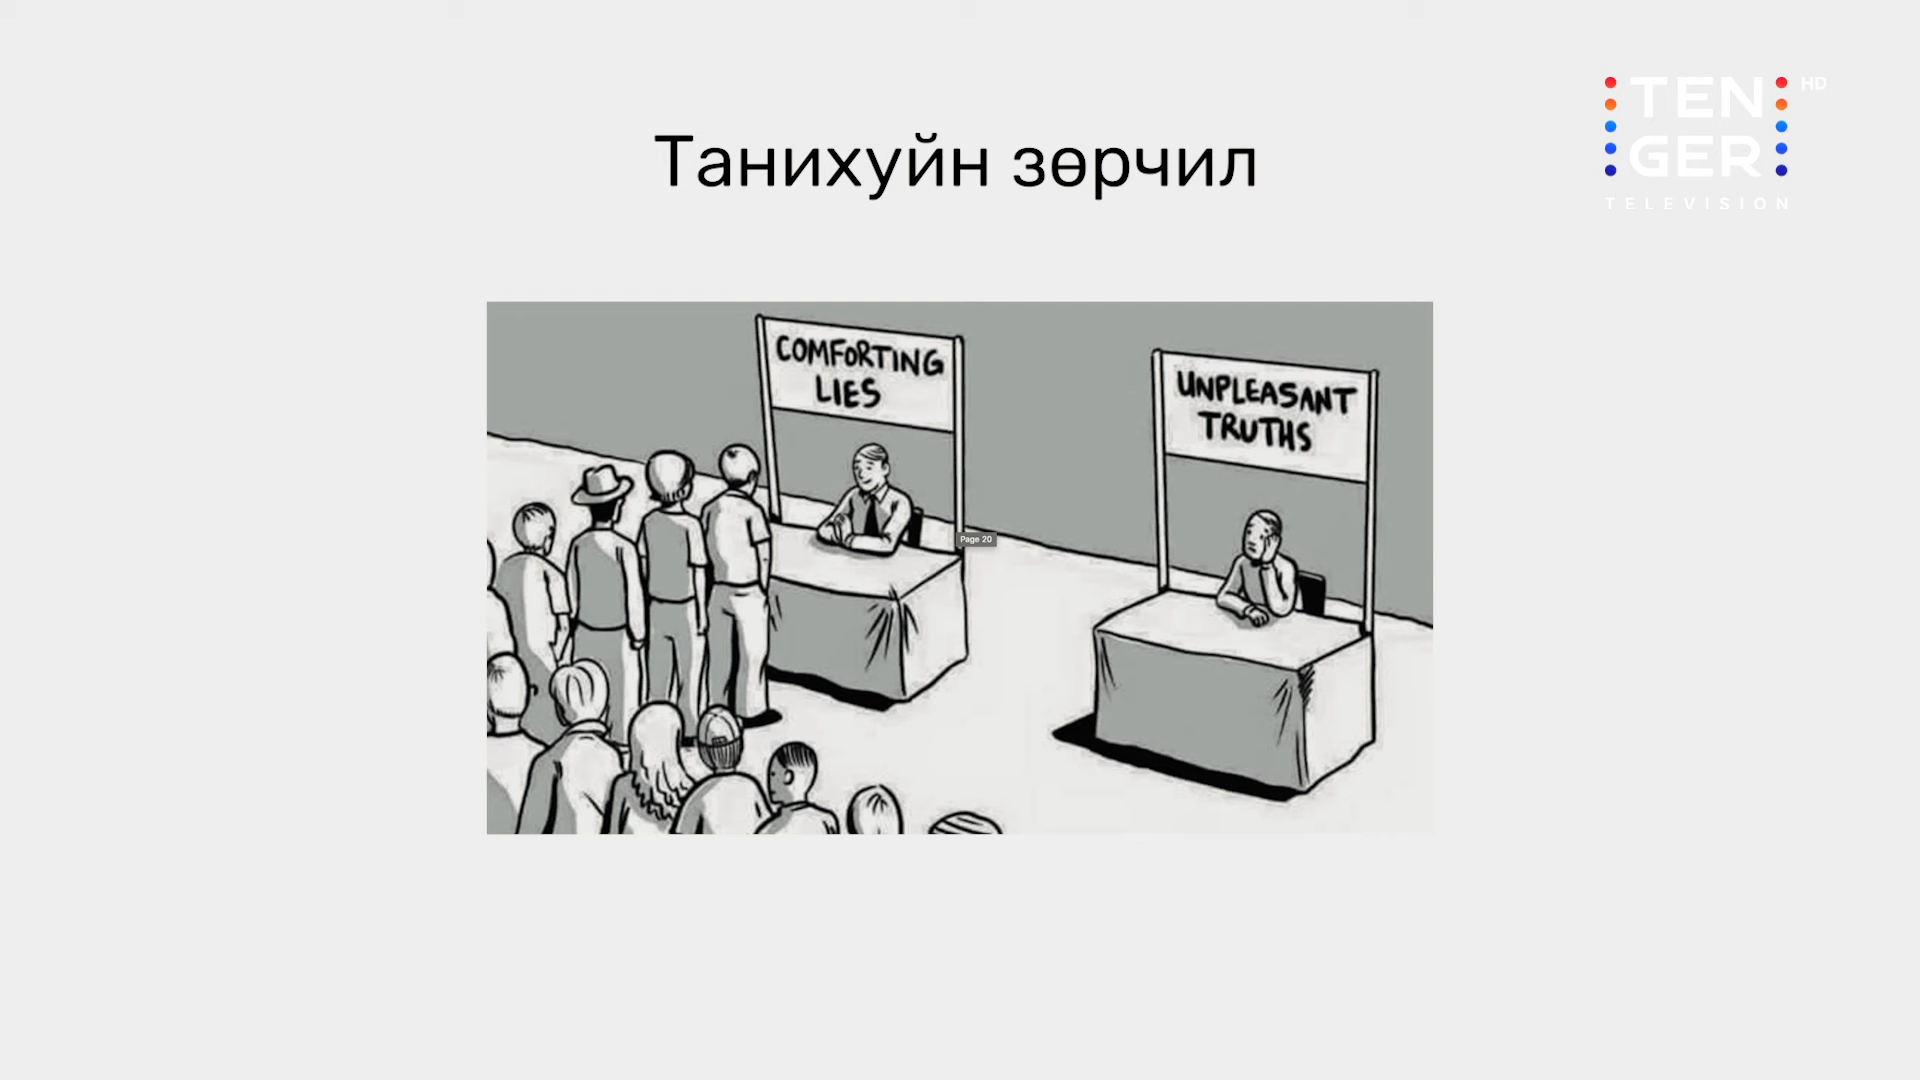 Танихуйн зөрчил
TEN
GER
HD
TELEVISION
COMFORTING
LIES
UNPLEASANT
TRUTHS
Page 20